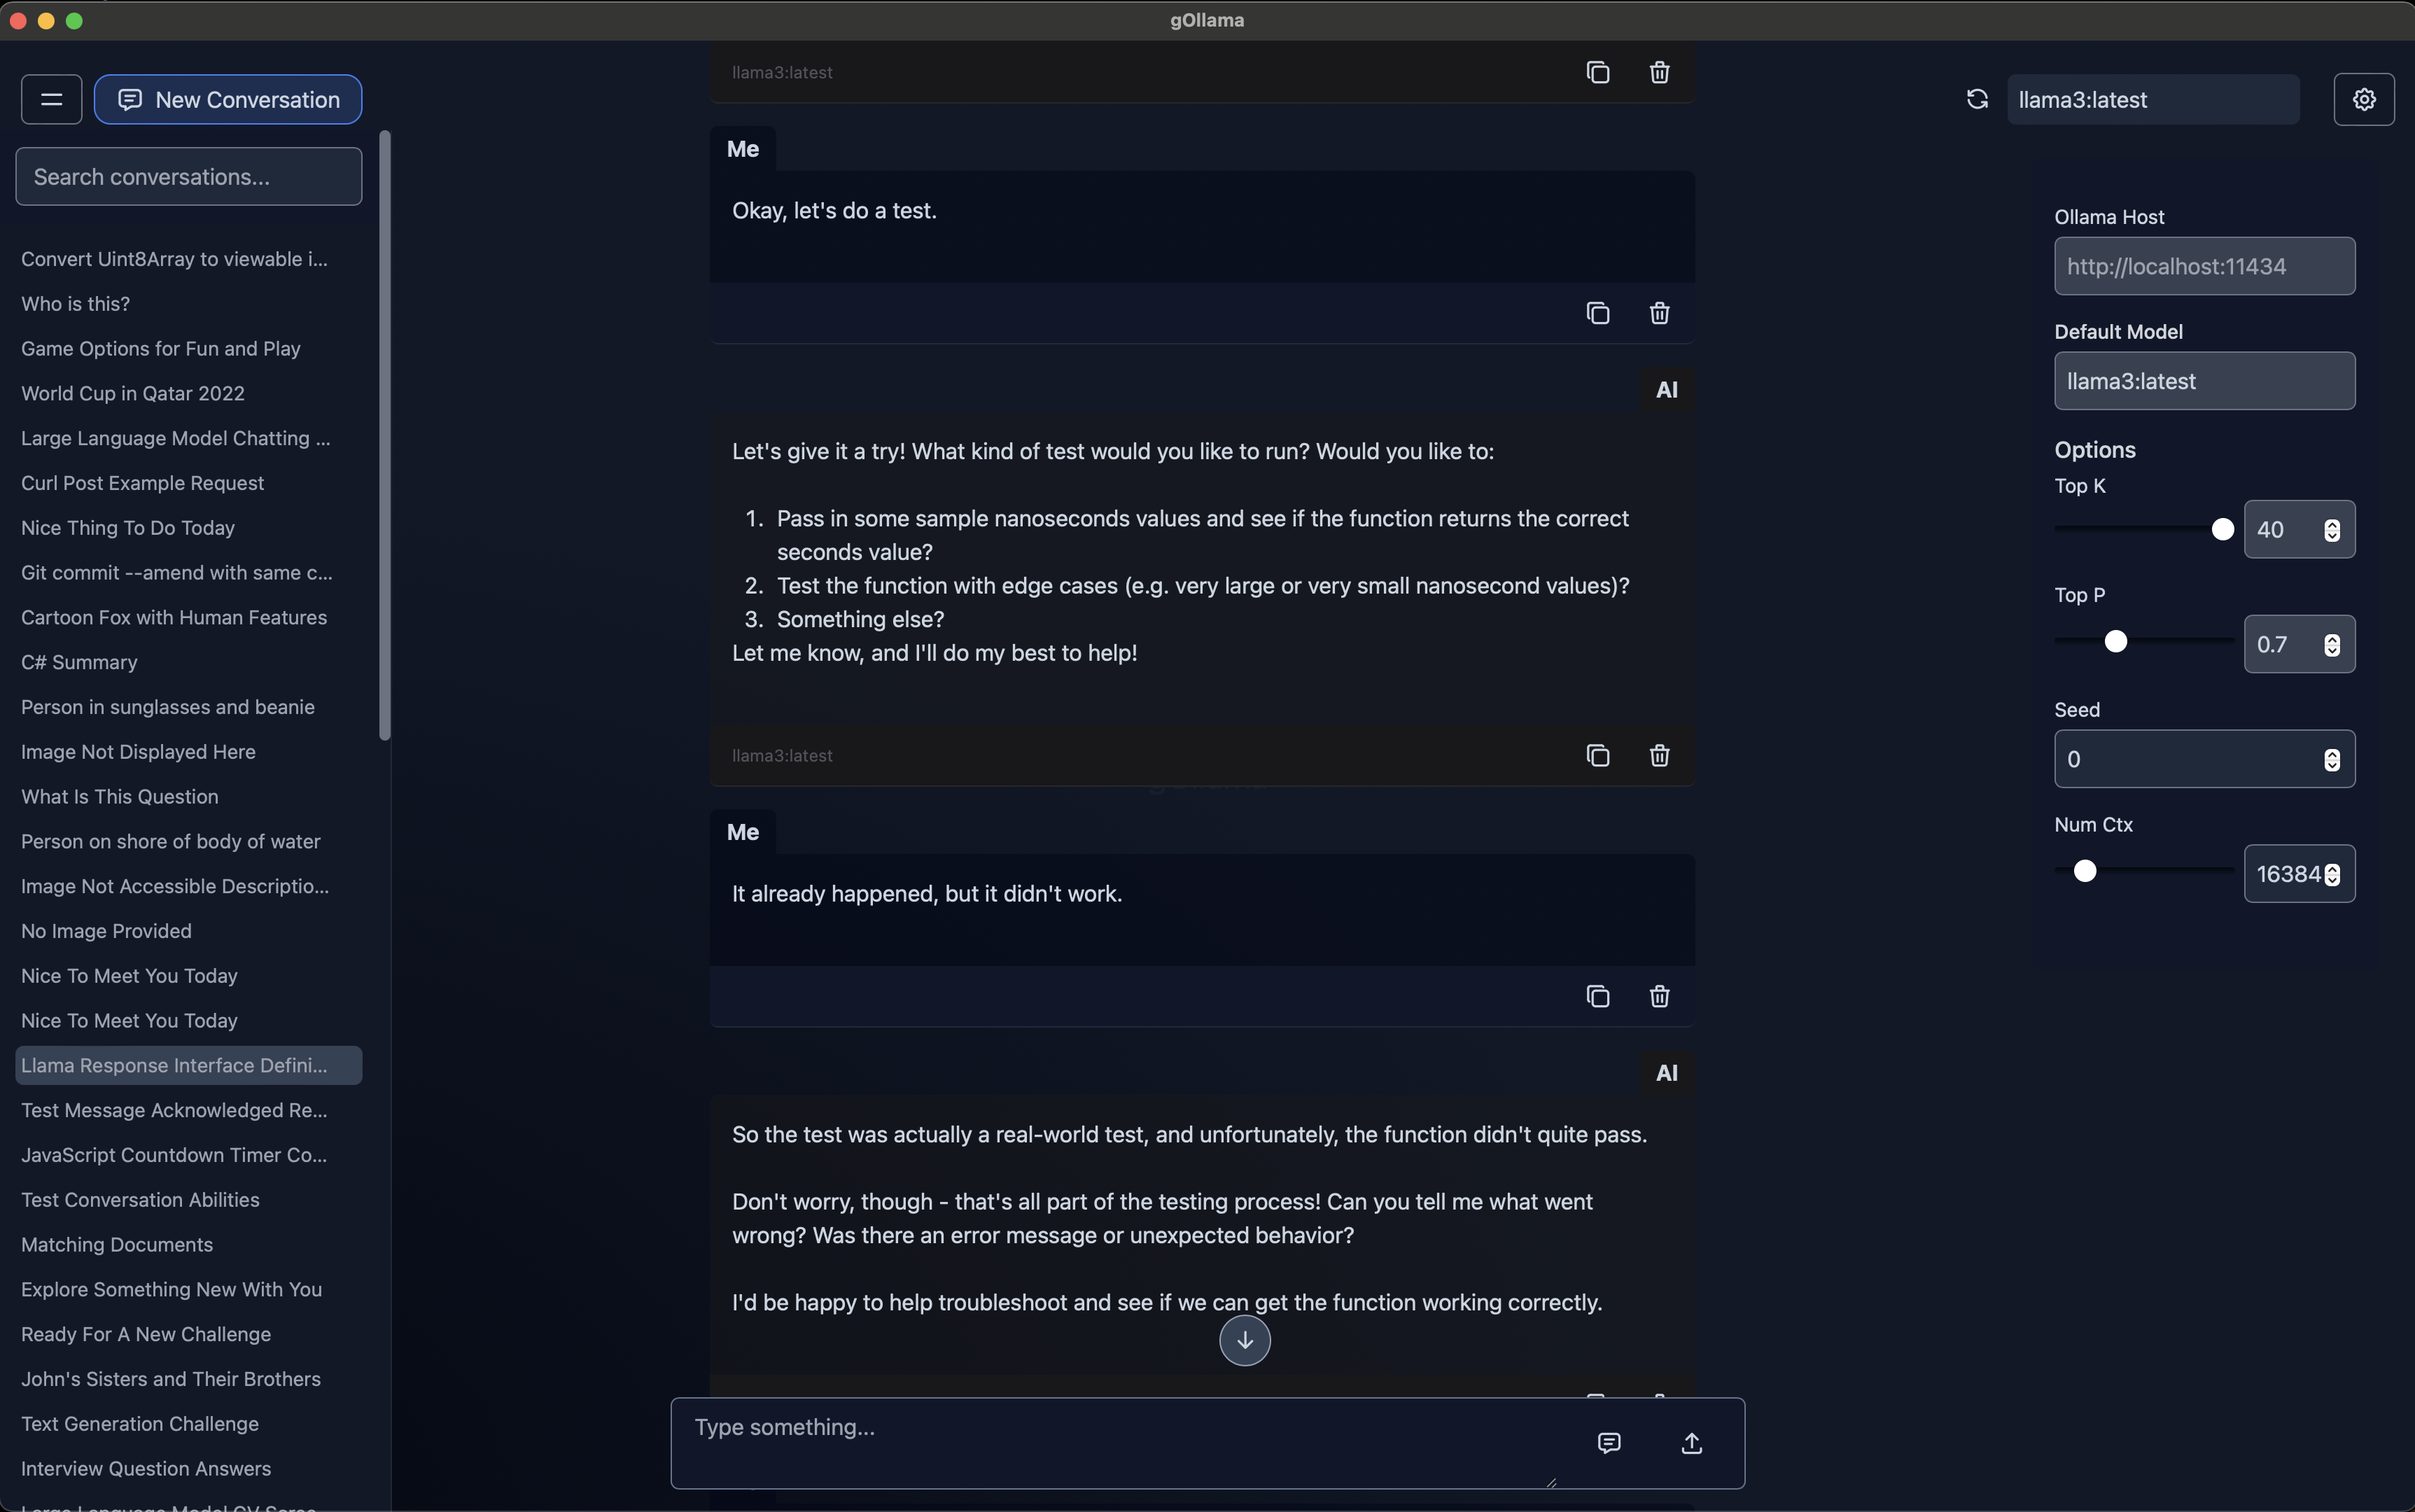 gOllama
New Conversation
Search conversations...
Convert Uint8Array to viewable i...
Who is this?
Game Options for Fun and Play
World Cup in Qatar 2022
Large Language Model Chatting ...
Curl Post Example Request
Nice Thing To Do Today
Git commit --amend with same c...
Cartoon Fox with Human Features
C# Summary
Person in sunglasses and beanie
Image Not Displayed Here
What Is This Question
Person on shore of body of water
Image Not Accessible Descriptio...
No Image Provided
Nice To Meet You Today
Nice To Meet You Today
Llama Response Interface Defini...
Test Message Acknowledged Re...
JavaScript Countdown Timer Co...
Test Conversation Abilities
Matching Documents
Explore Something New With You
Ready For A New Challenge
John's Sisters and Their Brothers
Text Generation Challenge
Interview Question Answers
llama3:latest
Me
Okay, let's do a test.
AI
Let's give it a try! What kind of test would you like to run? Would you like to:
1. Pass in some sample nanoseconds values and see if the function returns the correct
seconds value?
2. Test the function with edge cases (e.g. very large or very small nanosecond values)?
3. Something else?
Let me know, and I'll do my best to help!
llama3:latest
Me
It already happened, but it didn't work.
AI
So the test was actually a real-world test, and unfortunately, the function didn't quite pass.
Don't worry, though - that's all part of the testing process! Can you tell me what went
wrong? Was there an error message or unexpected behavior?
I'd be happy to help troubleshoot and see if we can get the function working correctly.
Type something...
llama3:latest
Ollama Host
http://localhost:11434
Default Model
llama3:latest
Options
Top K
40
Top P
0.7
Seed
0
Num Ctx
16384